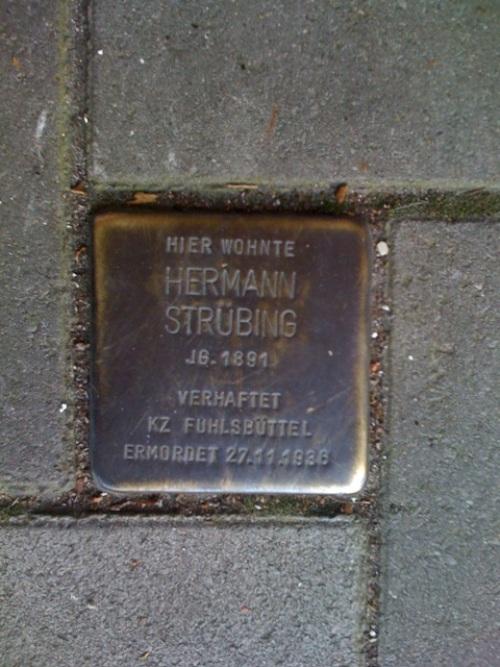 HIER WOHNTE
HERMANN
STRÜBING
JG. 1891
VERHAFTET
KZ FUHLSBÜTTEL
ERMORDET 27.11.1936